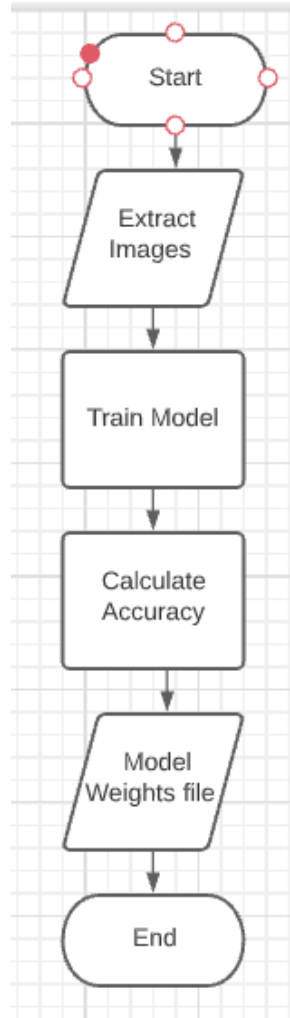 Start
Extract
Images
Train Model
Calculate
Accuracy
Model
Weights file
End